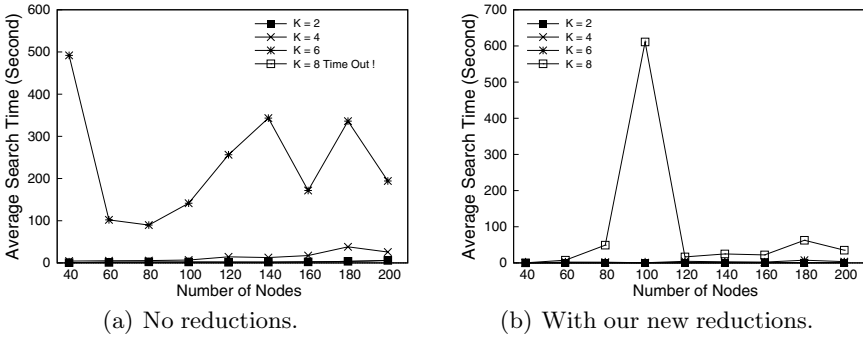 Average Search Time (Second)
600
500
400
300
200
100
0
K = 2
K = 4
K = 6
K = 8 Time Out !
40 60 80 100 120 140 160 180 200
Number of Nodes
(a) No reductions.
Average Search Time (Second)
700
600
500
400
300
200
100
0
K = 2
K = 4
K = 6
K = 8
40 60 80 100 120 140 160 180 200
Number of Nodes
(b) With our new reductions.